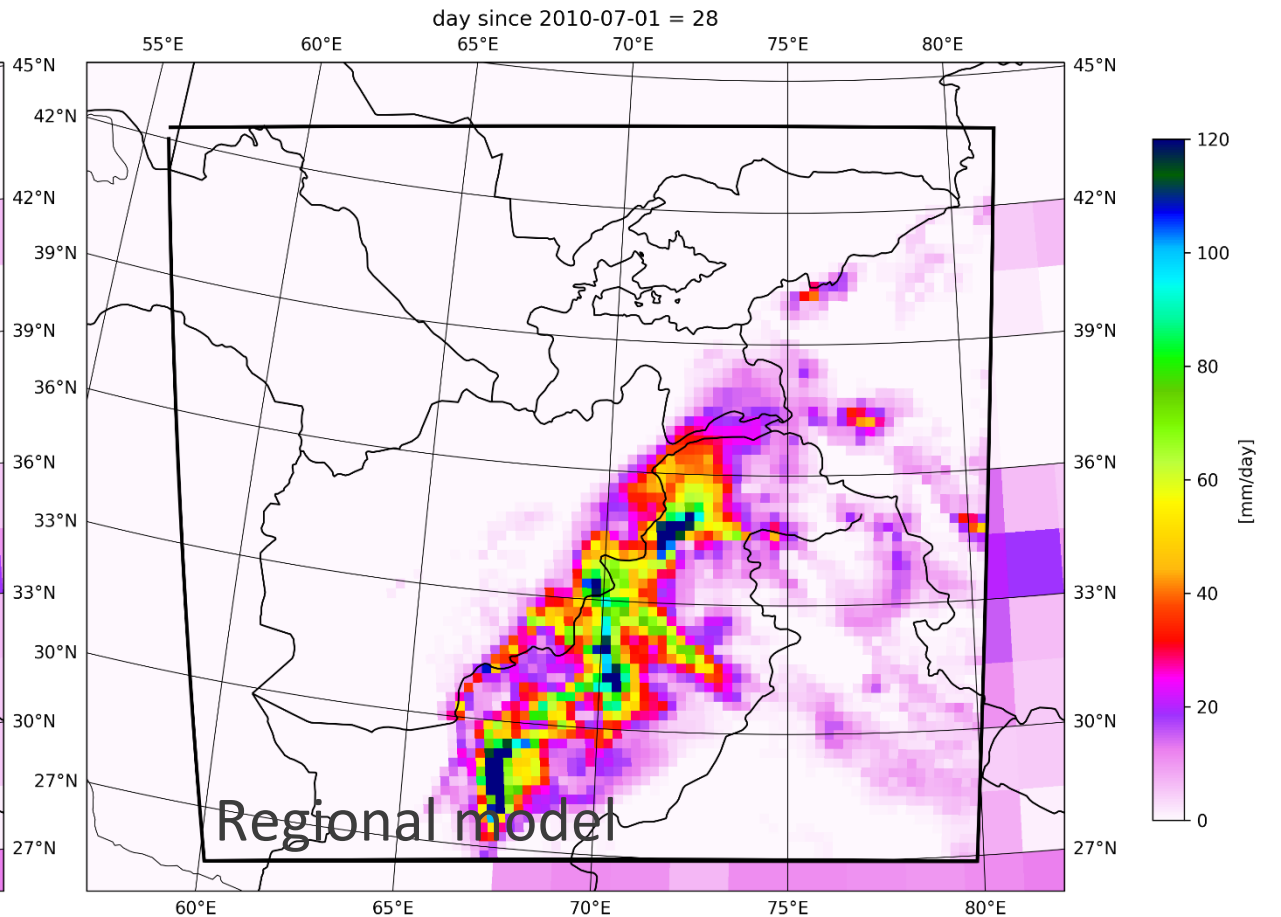 day since 2010-07-01 = 28
55°E 60°E 65°E 70°E 75°E 80°E
45°N 45°N
42°N
42°N 42°N
39°N
39°N 39°N
36°N
36°N 36°N
33°N
33°N 33°N
30°N
30°N 30°N
27°N
27°N 27°N
60°E 65°E 70°E 75°E 80°E
Regional model
120
100
80
60
40
20
0
[mm/day]